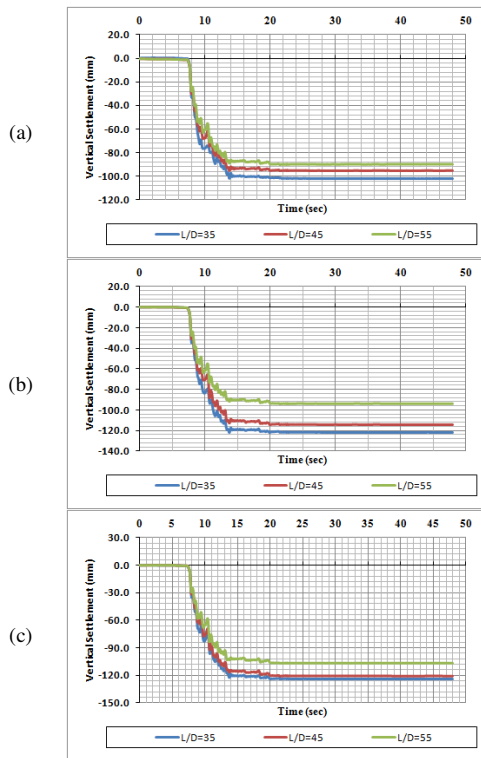 (a)
20.0
0.0
-20.0
-40.0
-60.0
-80.0
-100.0
-120.0
0 10 20 30 40 50
Vertical Settlement (mm)
Time (sec)
L/D=35 L/D=45 L/D=55
(b)
0 10 20 30 40 50
20.0
0.0
-20.0
-40.0
-60.0
-80.0
-100.0
-120.0
-140.0
Vertical Settlement (mm)
Time (sec)
L/D=35 L/D=45 L/D=55
(c)
0 5 10 15 20 25 30 35 40 45 50
30.0
0.0
-30.0
-60.0
-90.0
-120.0
-150.0
Vertical Settlement (mm)
Time (sec)
L/D=35 L/D=45 L/D=55